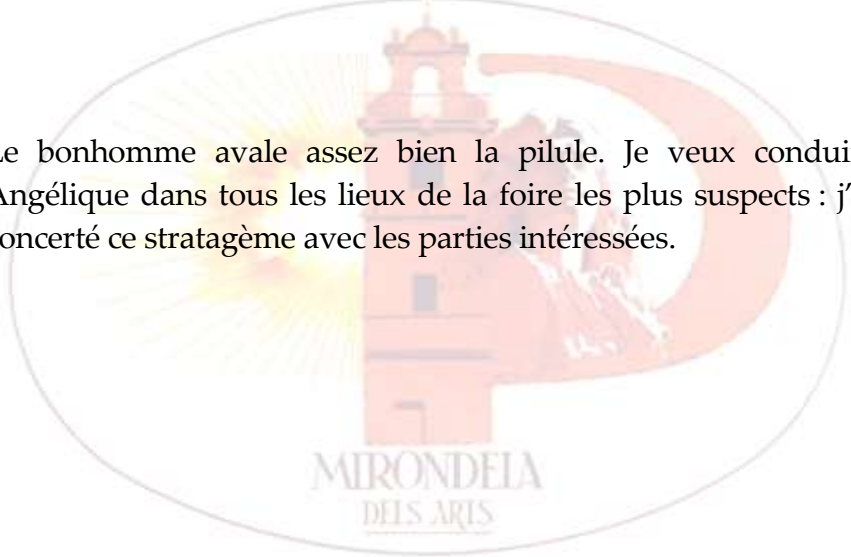 Le bonhomme avale assez bien la pilule. Je veux condui
Angélique dans tous les lieux de la foire les plus suspects : j’
concerté ce stratagème avec les parties intéressées.
MIRONDELA
DELS ARTS